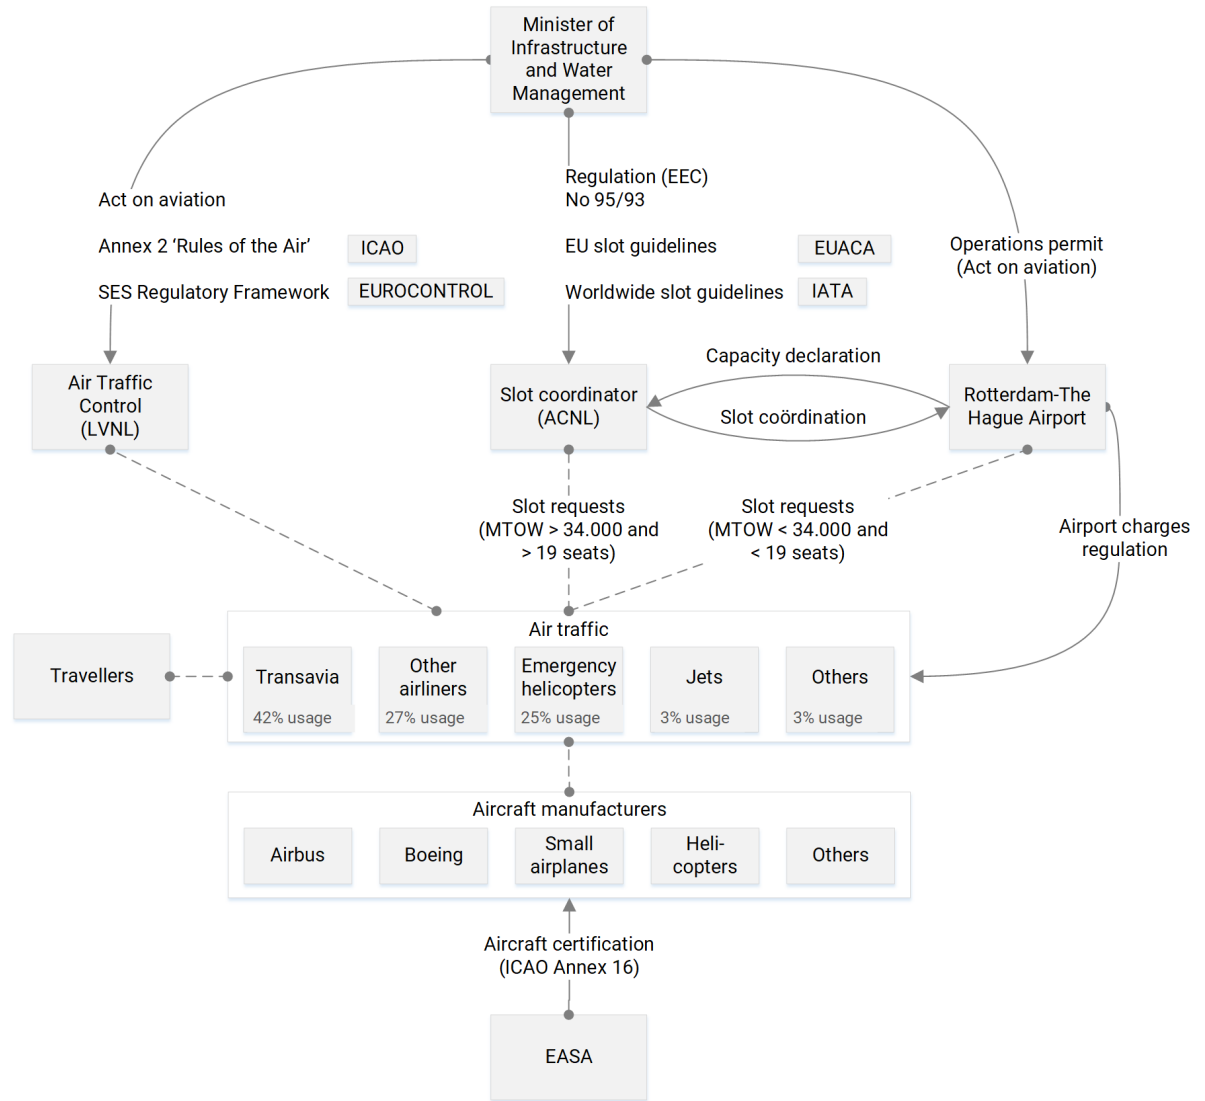 Minister of
Infrastructure
and Water
Management
Act on aviation
Annex 2 ‘Rules of the Air’
ICAO
SES Regulatory Framework
EUROCONTROL
Regulation (EEC)
No 95/93
EU slot guidelines
EUACA
Worldwide slot guidelines
IATA
Operations permit
(Act on aviation)
Air Traffic
Control
(LVNL)
Slot coordinator
(ACNL)
Capacity declaration
Slot coördination
Rotterdam-The
Hague Airport
Slot requests
(MTOW > 34.000 and
> 19 seats)
Slot requests
(MTOW < 34.000 and
< 19 seats)
Airport charges
regulation
Travellers
Air traffic
Transavia
42% usage
Other
airliners
27% usage
Emergency
helicopters
25% usage
Jets
3% usage
Others
3% usage
Aircraft manufacturers
Airbus
Boeing
Small
airplanes
Heli-
copters
Others
Aircraft certification
(ICAO Annex 16)
EASA